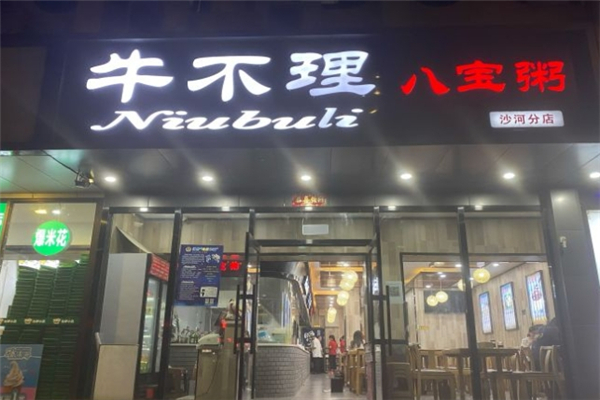 牛不理 八宝粥
Niubuli
沙河分店
爆米花